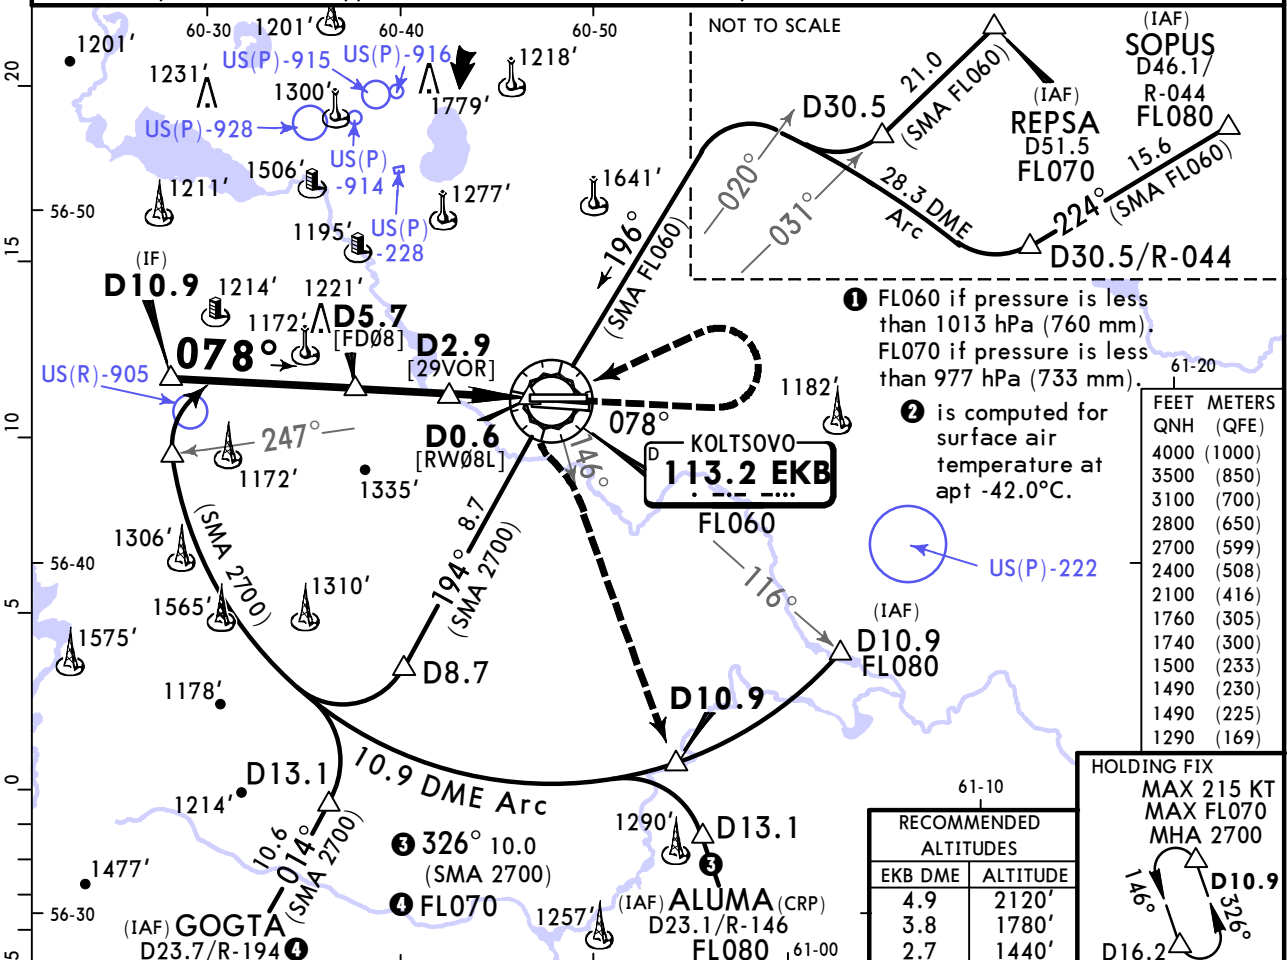 60-30
60-40
60-50
NOT TO SCALE
(IAF)
SOPUS
D46.1/
R-044
FL080
1201'
1201'
US(P)-915
US(P)-916
1218'
1231'
1300'
1779'
US(P)-928
US(P)
-914
1506'
1211'
1277'
1641'
US(P)
-228
1195'
20
56-50
15
21.0
(SMA FL060)
D30.5
(IAF)
REPSA
D51.5
FL070
15.6
224°
(SMA FL060)
020°
031°
28.3 DME
Arc
D30.5/R-044
196°
(SMA FL060)
(IF)
D10.9
1214'
1221'
1172'
D5.7
[FD08]
078°
D2.9
[29VOR]
US(R)-905
1 FL060 if pressure is less
than 1013 hPa (760 mm).
FL070 if pressure is less
than 977 hPa (733 mm).
2 is computed for
surface air
temperature at
apt -42.0°C.
61-20
1182'
078°
D0.6
[RW08L]
146°
KOLTSOVO
D 113.2 EKB
FL060
10
247°
1172'
1335'
FEET METERS
QNH (QFE)
4000 (1000)
3500 (850)
3100 (700)
2800 (650)
2700 (599)
2400 (508)
2100 (416)
1760 (305)
1740 (300)
1500 (233)
1490 (230)
1490 (225)
1290 (169)
US(P)-222
(SMA 2700)
194° 8.7
(SMA 2700)
1306'
56-40
1565'
1310'
1575'
5
116°
(IAF)
D10.9
FL080
D8.7
1178'
D10.9
10.9 DME Arc
D13.1
1214'
0
1290'
D13.1
3
10.6
014°
(SMA 2700)
3 326° 10.0
(SMA 2700)
4 FL070
1477'
56-30
(IAF) GOGTA
D23.7/R-194 4
1257'
(IAF) ALUMA (CRP)
D23.1/R-146
FL080
61-00
61-10
5
RECOMMENDED
ALTITUDES
EKB DME ALTITUDE
4.9 2120'
3.8 1780'
2.7 1440'
HOLDING FIX
MAX 215 KT
MAX FL070
MHA 2700
D10.9
146°
326°
D16.2